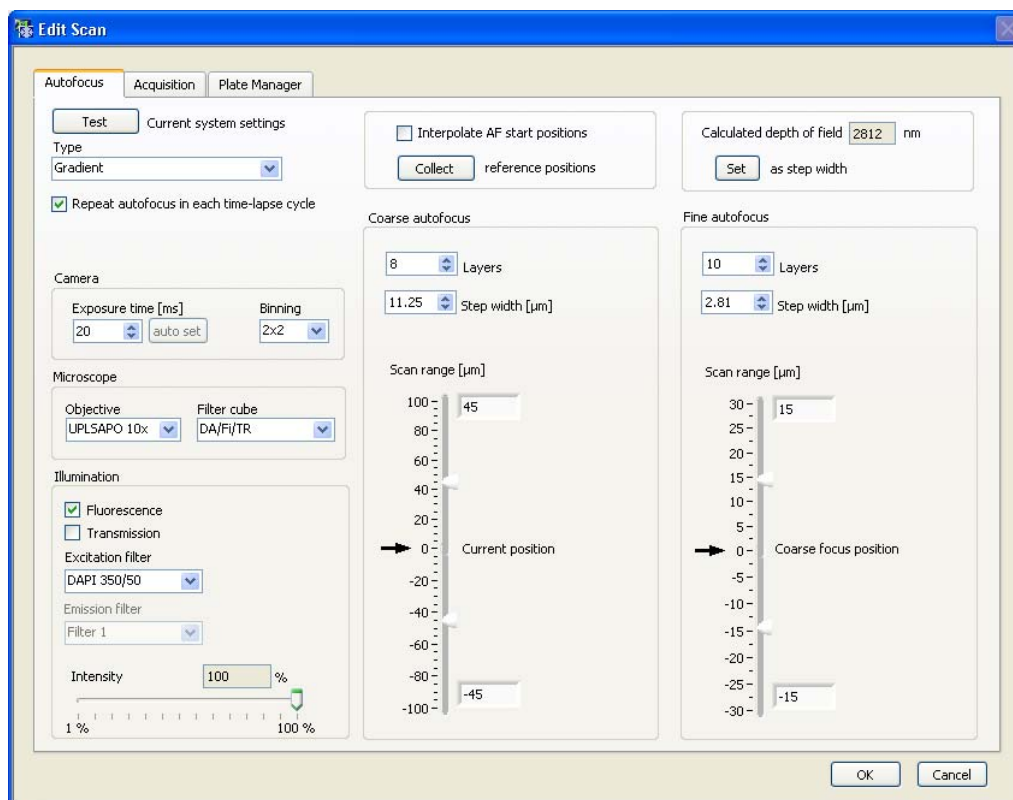 Edit Scan
Autofocus Acquisition Plate Manager
Test Current system settings
Type
Gradient
Repeat autofocus in each time-lapse cycle
Interpolate AF start positions
Collect reference positions
Calculated depth of field 2812 nm
Set as step width
Camera
Exposure time [ms] Binning
20 auto set 2x2
Microscope
Objective Filter cube
UPLSAPO 10x DA/Fi/TR
Illumination
Fluorescence
Transmission
Excitation filter
DAPI 350/50
Emission filter
Filter 1
Intensity 100 %
1 % 100 %
Coarse autofocus
8 Layers
11.25 Step width [µm]
Scan range [µm]
100 45
80
60
40
20
0 Current position
-20
-40
-60
-80
-100 -45
Fine autofocus
10 Layers
2.81 Step width [µm]
Scan range [µm]
30 15
25
20
15
10
5
0 Coarse focus position
-5
-10
-15
-20
-25
-30 -15
OK Cancel